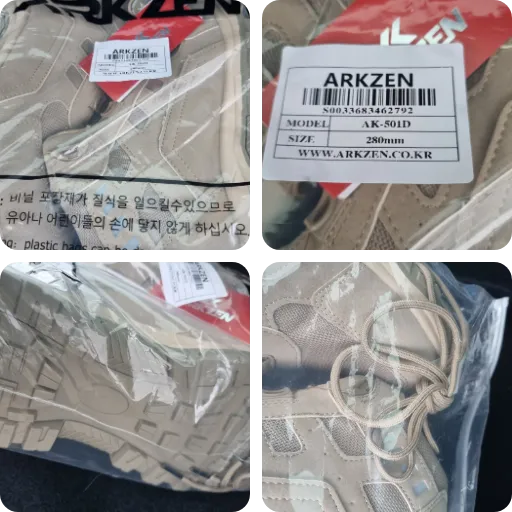 ARKZEN
ARKZEN
: 비닐 포장재가 질식을 일으킬수있으므로
유아나 어린이들의 손에 닿지 않게 하십시오.
plastic bags can be
ARKZEN
ARKZEN
S0033683462792
MODEL AK-501D
SIZE 280mm
WWW.ARKZEN.CO.KR